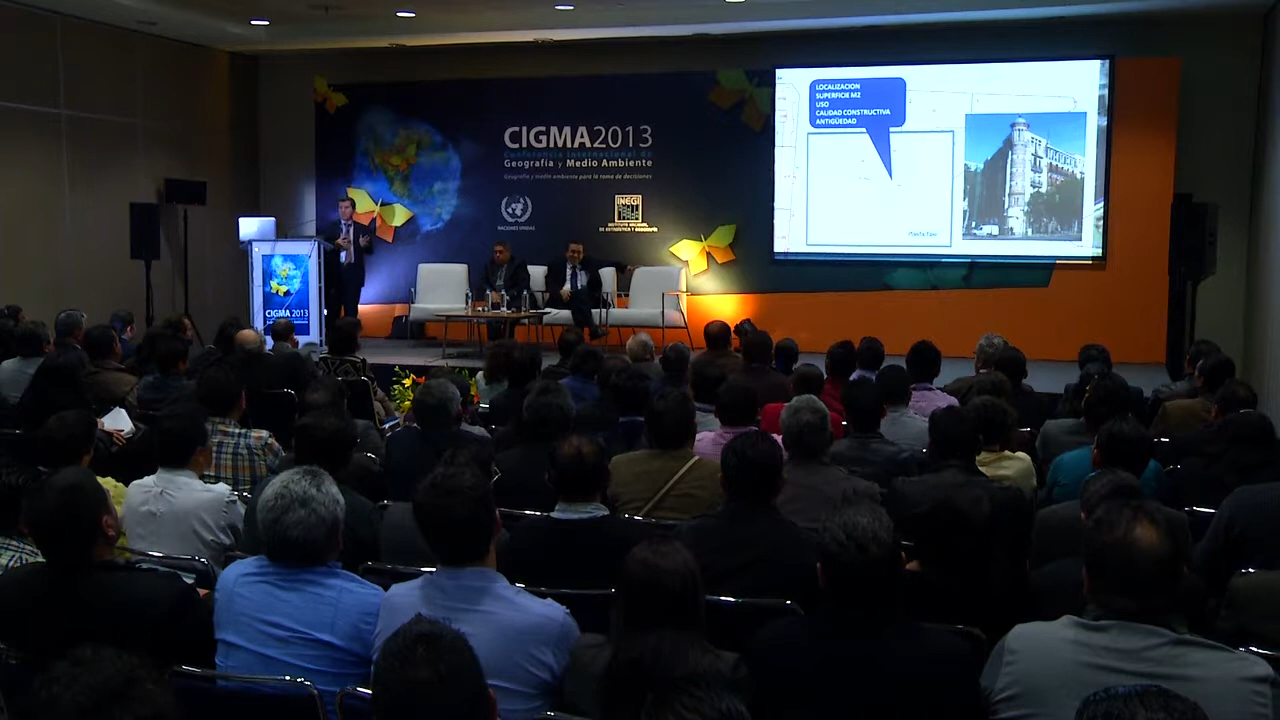 CIGMA2013
Conferencia Internacional de
Geografía y Medio Ambiente
Geografía y medio ambiente para la toma de decisiones
NACIONES UNIDAS
INEGI
INSTITUTO NACIONAL
DE ESTADÍSTICA Y GEOGRAFÍA
LOCALIZACION
SUPERFICIE M2
USO
CALIDAD CONSTRUCTIVA
ANTIGÜEDAD
CIGMA 2013